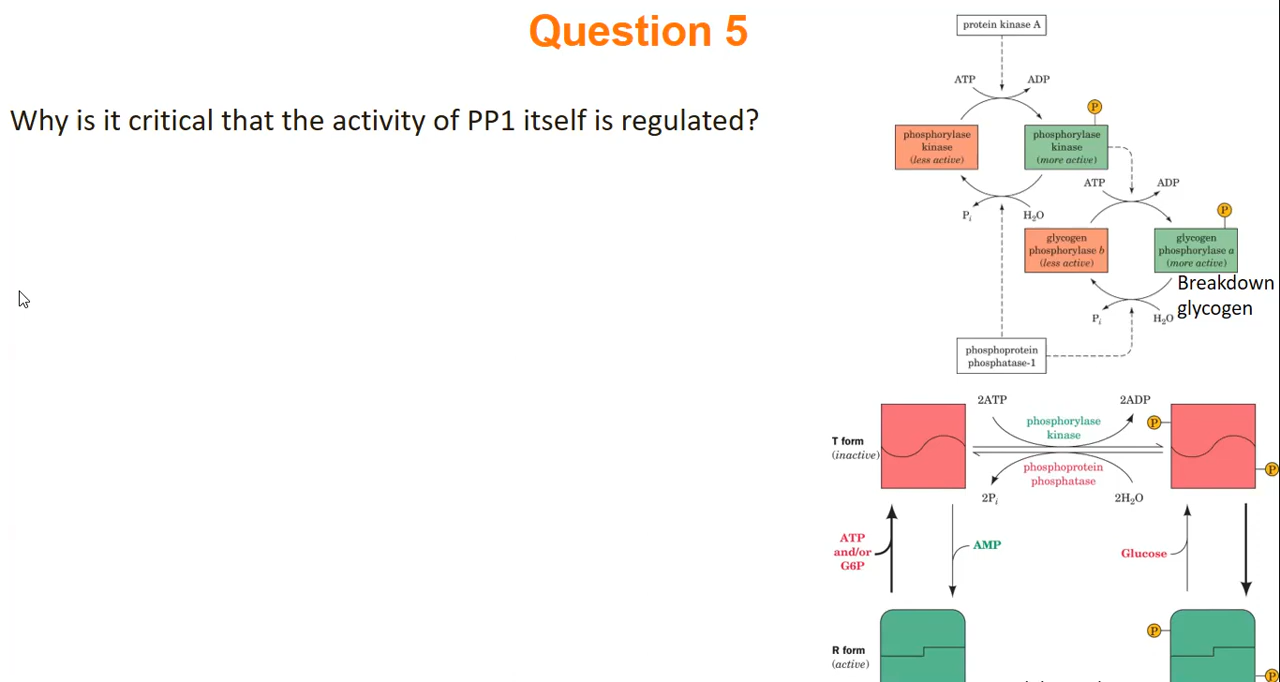 Question 5
Why is it critical that the activity of PP1 itself is regulated?
protein kinase A
ATP
ADP
P
phosphorylase
kinase
(less active)
phosphorylase
kinase
(more active)
ATP
ADP
Pi
H2O
P
glycogen
phosphorylase b
(less active)
glycogen
phosphorylase a
(more active)
Breakdown
glycogen
Pi
H2O
phosphoprotein
phosphatase-1
2ATP
2ADP
phosphorylase
kinase
P
T form
(inactive)
phosphoprotein
phosphatase
P
2Pi
2H2O
ATP
and/or
G6P
AMP
Glucose
P
R form
(active)
P